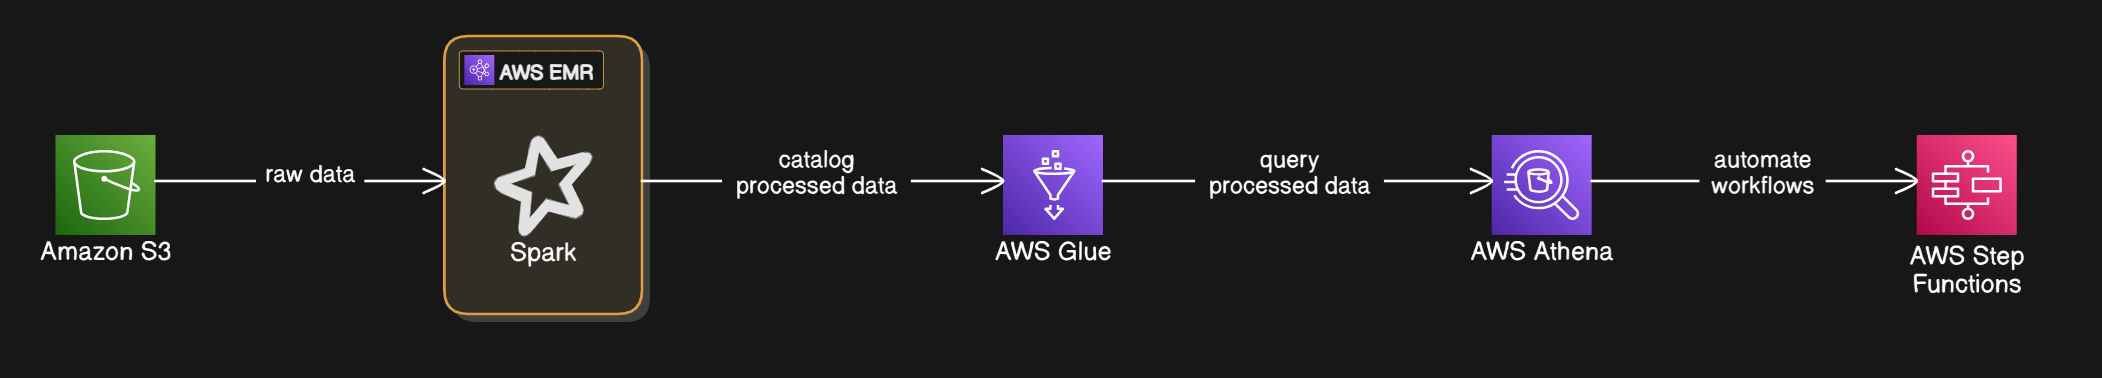 AWS EMR
Amazon S3
raw data
Spark
catalog
processed data
AWS Glue
query
processed data
AWS Athena
automate
workflows
AWS Step
Functions